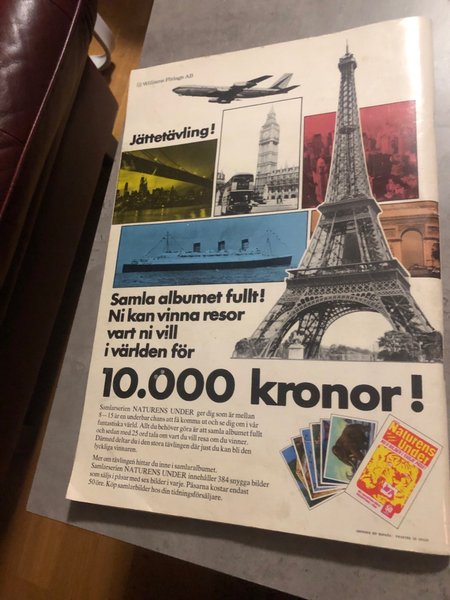 Williams Förlags AB
Jättetävling!
Samla albumet fullt!
Ni kan vinna resor
vart ni vill
i världen för
10.000 kronor!
Samlarserien NATURENS UNDER ger dig som är mellan
8–15 år en underbar chans att få komma ut och se dig om i vår
fantastiska värld. Allt du behöver göra är att samla albumet fullt
och sedan med 25 ord tala om vart du vill resa om du vinner.
Därmed deltar du i den stora tävlingen där just du kan bli den
lyckliga vinnaren.
Mer om tävlingen hittar du inne i samlaralbumet.
Samlarserien NATURENS UNDER innehåller 384 snygga bilder
som säljs i påsar med sex bilder i varje. Påsarna kostar endast
50 öre. Köp samlarbilder hos din tidningsförsäljare.
Naturens
under